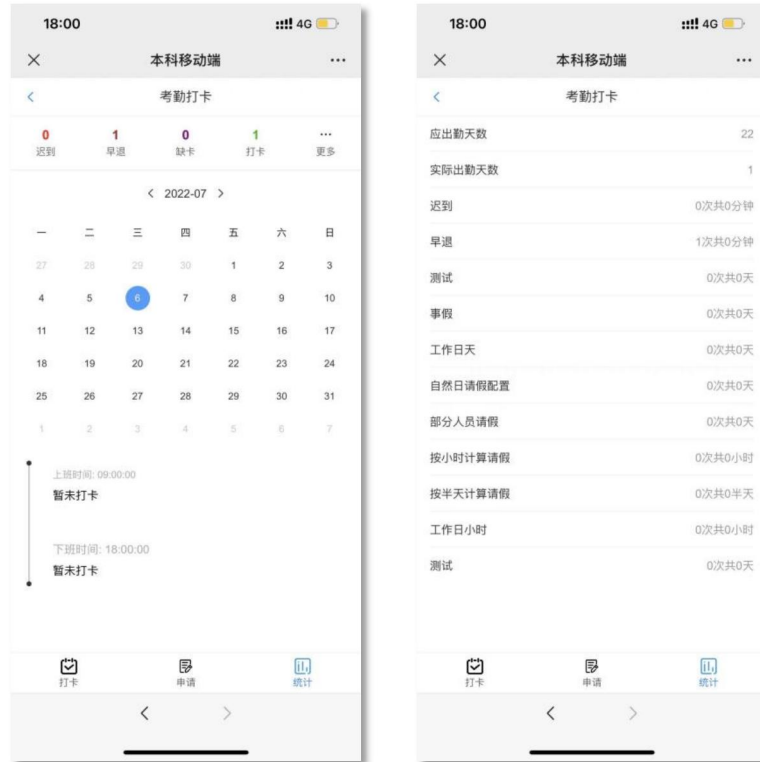 18:00 4G
本科移动端
考勤打卡
0 1 0 1 ...
迟到 早退 缺卡 打卡 更多
2022-07
一 二 三 四 五 六 日
27 28 29 30 1 2 3
4 5 6 7 8 9 10
11 12 13 14 15 16 17
18 19 20 21 22 23 24
25 26 27 28 29 30 31
1 2 3 4 5 6 7
上班时间: 09:00:00
暂未打卡
下班时间: 18:00:00
暂未打卡
打卡 申请 统计
18:00 4G
本科移动端
考勤打卡
应出勤天数 22
实际出勤天数 1
迟到 0次共0分钟
早退 1次共0分钟
测试 0次共0天
事假 0次共0天
工作日天 0次共0天
自然日请假配置 0次共0天
部分人员请假 0次共0天
按小时计算请假 0次共0小时
按半天计算请假 0次共0半天
工作日小时 0次共0小时
测试 0次共0天
打卡 申请 统计